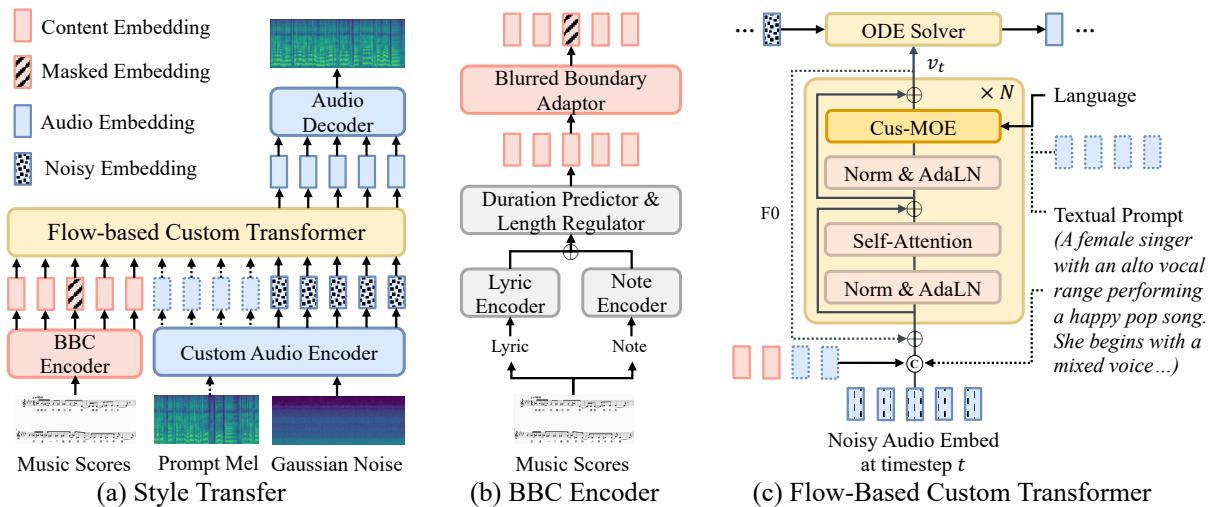 Content Embedding
Masked Embedding
Audio Embedding
Noisy Embedding
Audio
Decoder
Flow-based Custom Transformer
BBC
Encoder
Custom Audio Encoder
Music Scores
Prompt Mel
Gaussian Noise
(a) Style Transfer
Blurred Boundary
Adaptor
Duration Predictor &
Length Regulator
Lyric
Encoder
Note
Encoder
Lyric
Note
Music Scores
(b) BBC Encoder
...
ODE Solver
...
v_t
× N
Cus-MOE
Norm & AdaLN
F0
Self-Attention
Norm & AdaLN
C
Language
Textual Prompt
(A female singer
with an alto vocal
range performing
a happy pop song.
She begins with a
mixed voice…)
Noisy Audio Embed
at timestep t
(c) Flow-Based Custom Transformer